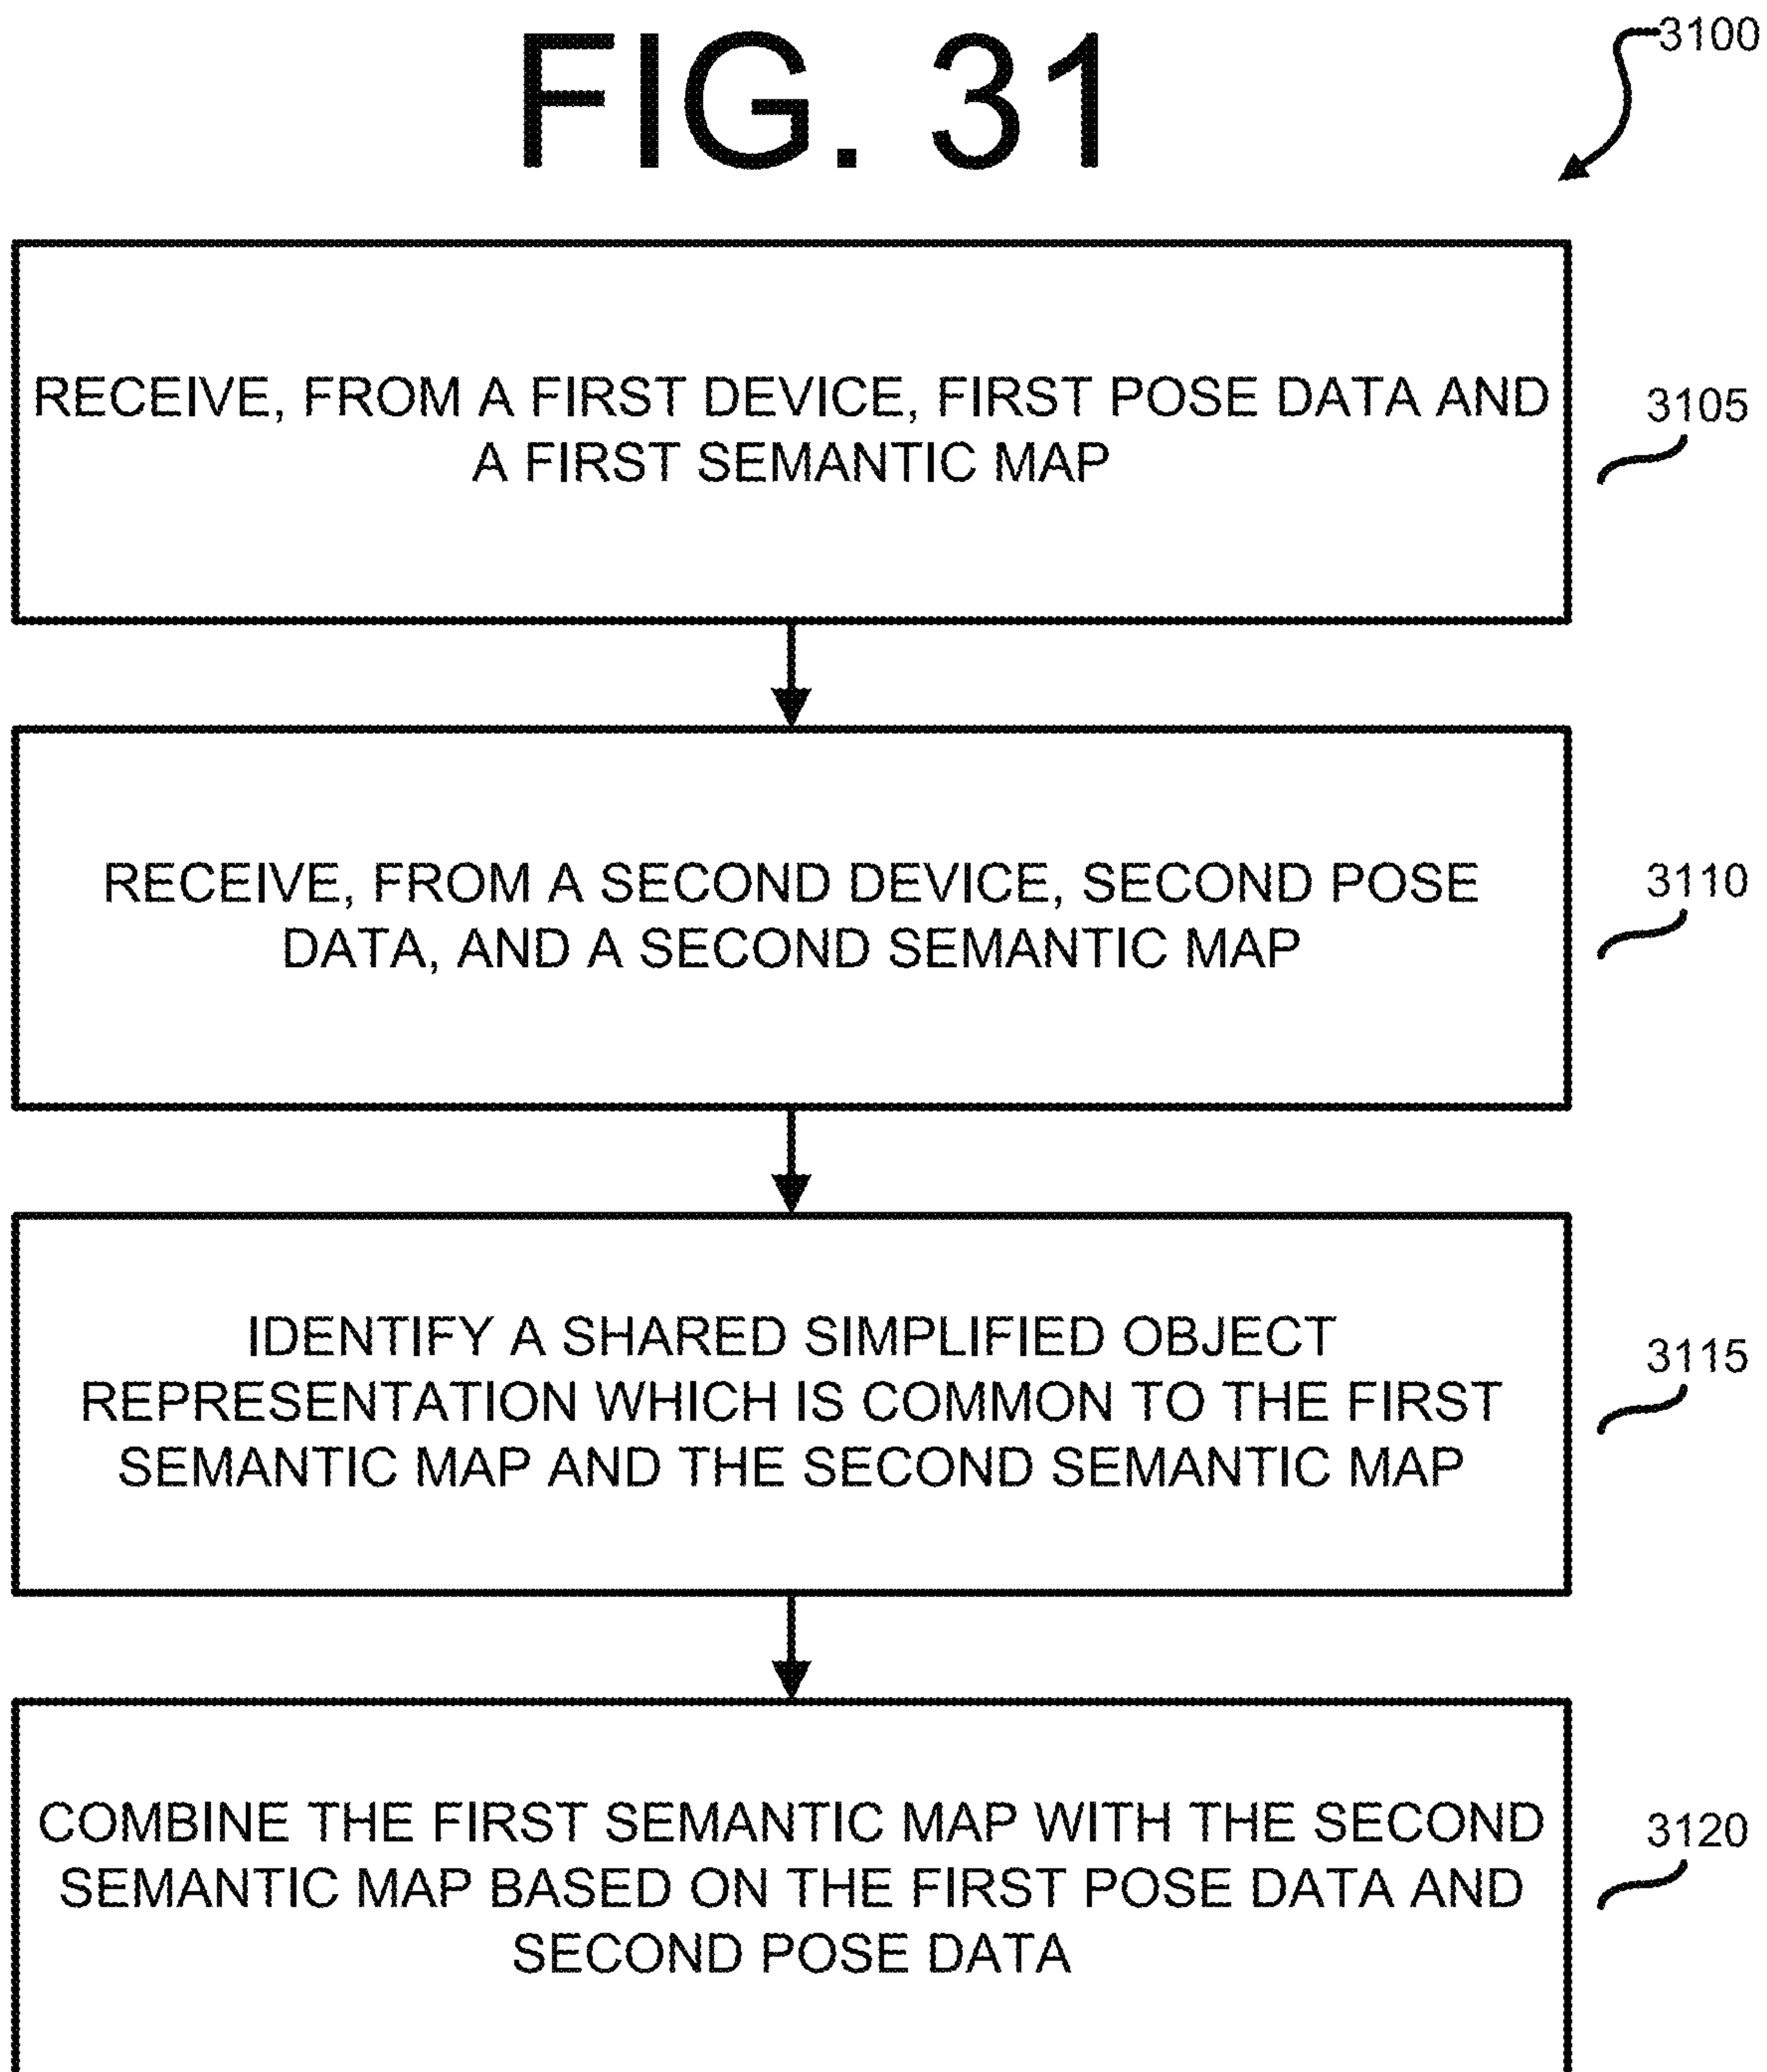 FIG. 31
3100
RECEIVE, FROM A FIRST DEVICE, FIRST POSE DATA AND
A FIRST SEMANTIC MAP
3105
RECEIVE, FROM A SECOND DEVICE, SECOND POSE
DATA, AND A SECOND SEMANTIC MAP
3110
IDENTIFY A SHARED SIMPLIFIED OBJECT
REPRESENTATION WHICH IS COMMON TO THE FIRST
SEMANTIC MAP AND THE SECOND SEMANTIC MAP
3115
COMBINE THE FIRST SEMANTIC MAP WITH THE SECOND
SEMANTIC MAP BASED ON THE FIRST POSE DATA AND
SECOND POSE DATA
3120